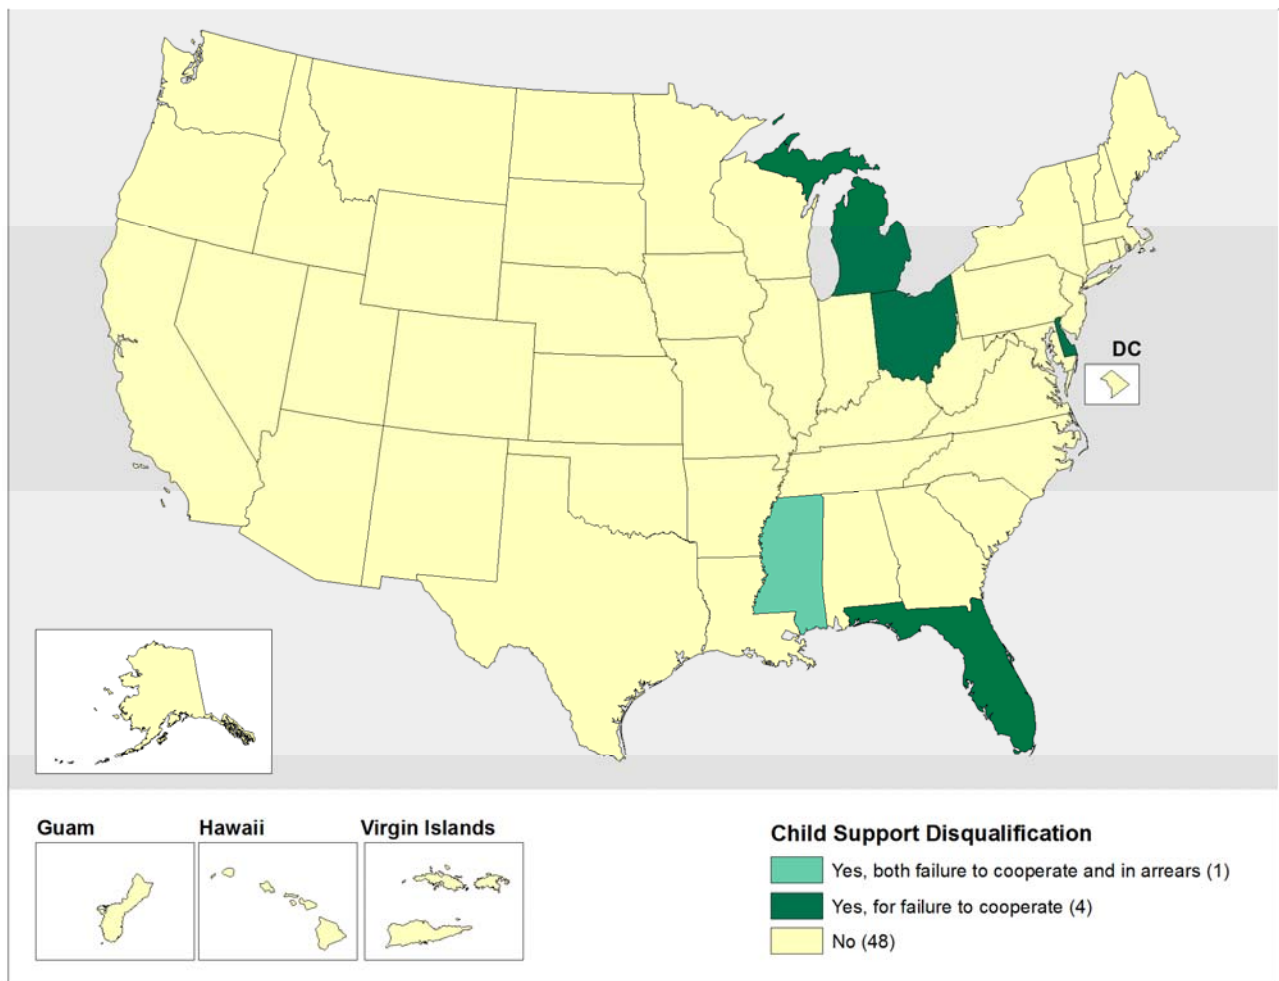 DC
Guam
Hawaii
Virgin Islands
Child Support Disqualification
Yes, both failure to cooperate and in arrears (1)
Yes, for failure to cooperate (4)
No (48)